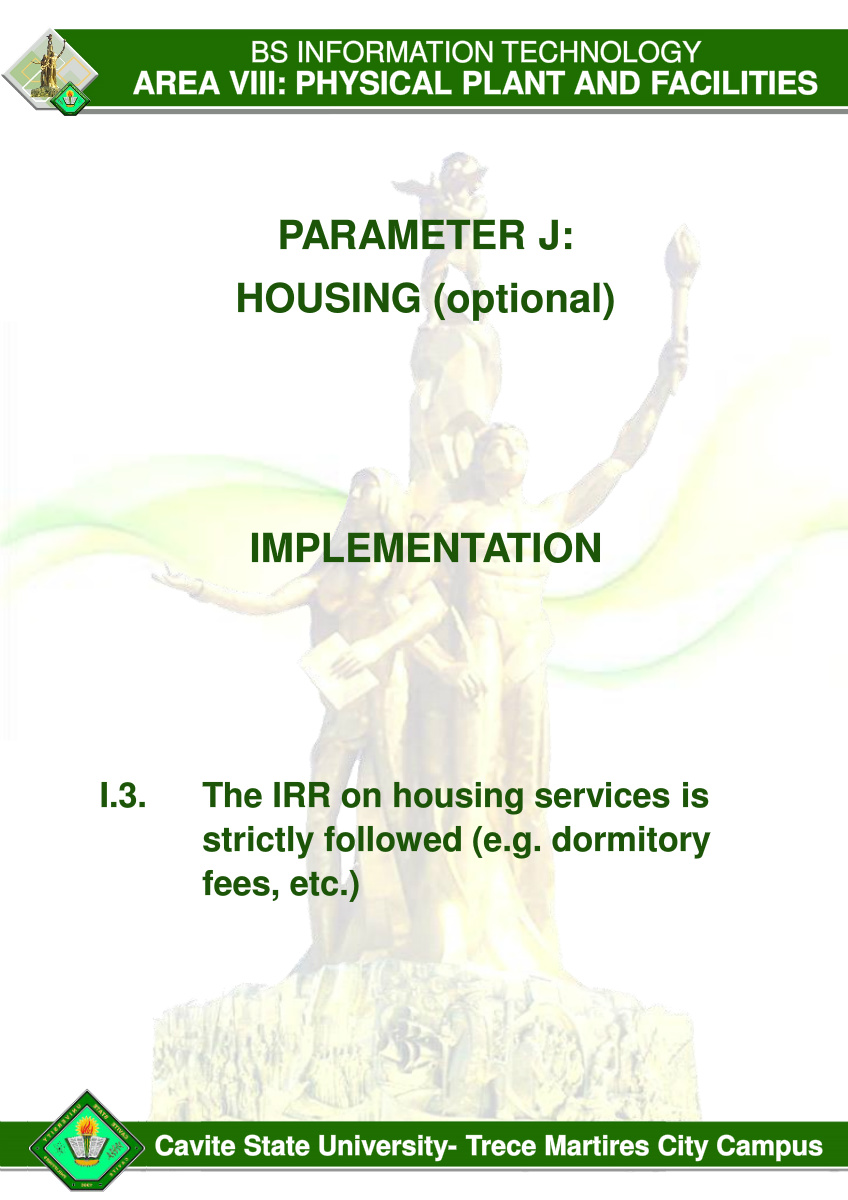 BS INFORMATION TECHNOLOGY
AREA VIII: PHYSICAL PLANT AND FACILITIES
PARAMETER J:
HOUSING (optional)
IMPLEMENTATION
I.3. The IRR on housing services is
strictly followed (e.g. dormitory
fees, etc.)
Cavite State University- Trece Martires City Campus